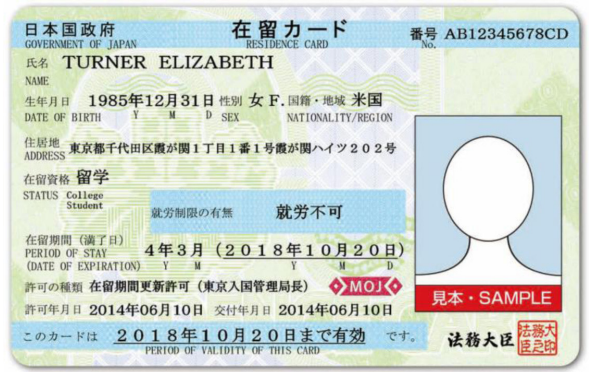 日本国政府 在留カード 番号 AB12345678CD
GOVERNMENT OF JAPAN RESIDENCE CARD No.
氏名 TURNER ELIZABETH
NAME
生年月日 1985年12月31日 性別 女 F. 国籍・地域 米国
DATE OF BIRTH Y M D SEX NATIONALITY/REGION
住居地 東京都千代田区霞が関1丁目1番1号霞が関ハイツ202号
ADDRESS
在留資格 留学
STATUS College
Student
就労制限の有無 就労不可
在留期間(満了日) 4年3月(2018年10月20日)
PERIOD OF STAY
(DATE OF EXPIRATION) Y M Y M D
許可の種類 在留期間更新許可(東京入国管理局長) MOJ
見本・SAMPLE
許可年月日 2014年06月10日 交付年月日 2014年06月10日
このカードは 2018年10月20日まで有効 です。
PERIOD OF VALIDITY OF THIS CARD
法務大臣 法務大臣之印